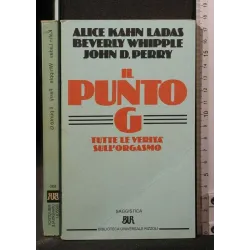 ALICE KAHN LADAS
BEVERLY WHIPPLE
JOHN D. PERRY
IL
PUNTO
G
TUTTE LE VERITÀ
SULL'ORGASMO
SAGGISTICA
BUR
BIBLIOTECA UNIVERSALE RIZZOLI